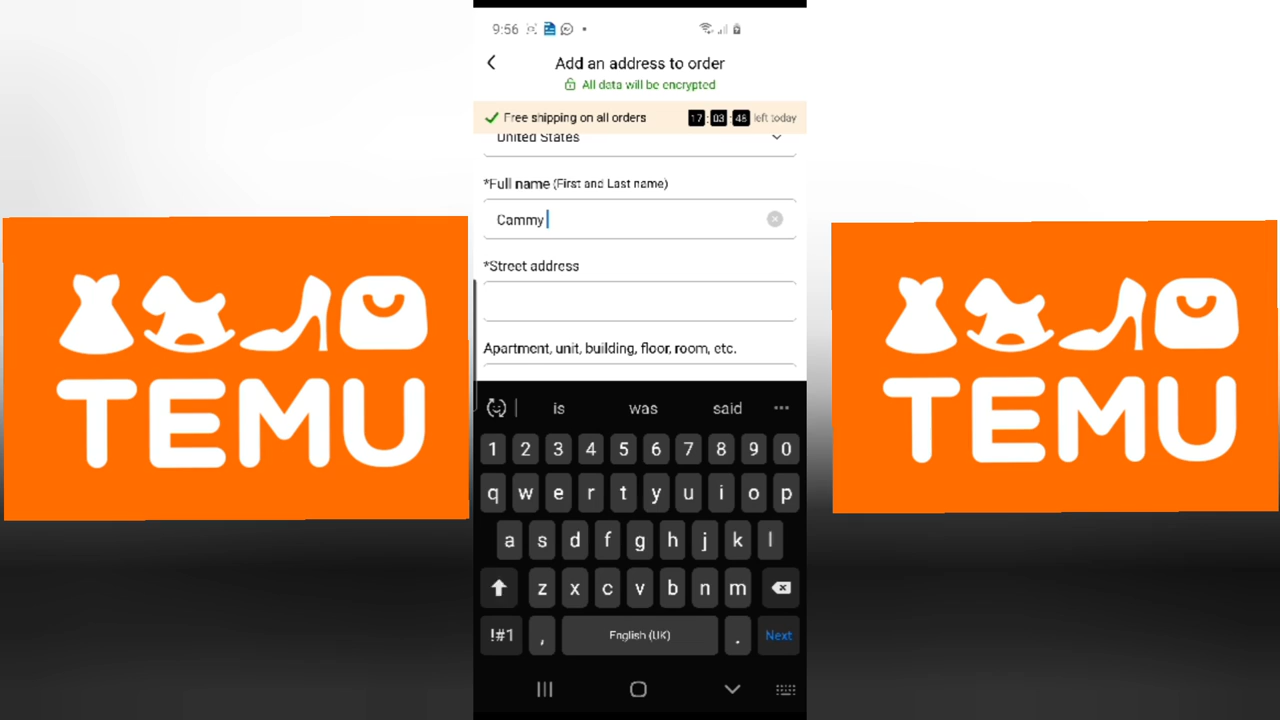 9:56
Add an address to order
All data will be encrypted
Free shipping on all orders 17:03:48 left today
United States
*Full name (First and Last name)
Cammy
*Street address
Apartment, unit, building, floor, room, etc.
is was said
1 2 3 4 5 6 7 8 9 0
q w e r t y u i o p
a s d f g h j k l
z x c v b n m
!#1 , English (UK) . Next
TEMU
TEMU